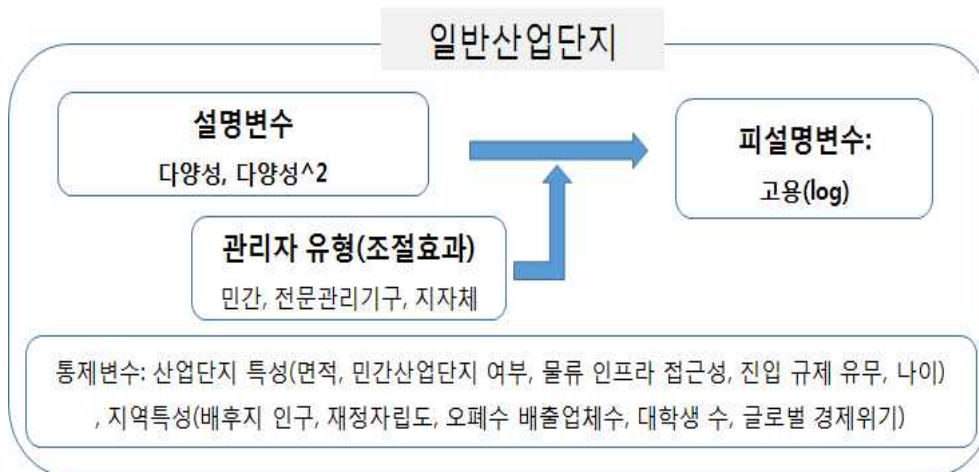 일반산업단지
설명변수
다양성, 다양성^2
피설명변수:
고용(log)
관리자 유형(조절효과)
민간, 전문관리기구, 지자체
통제변수: 산업단지 특성(면적, 민간산업단지 여부, 물류 인프라 접근성, 진입 규제 유무, 나이)
, 지역특성(배후지 인구, 재정자립도, 오폐수 배출업체수, 대학생 수, 글로벌 경제위기)